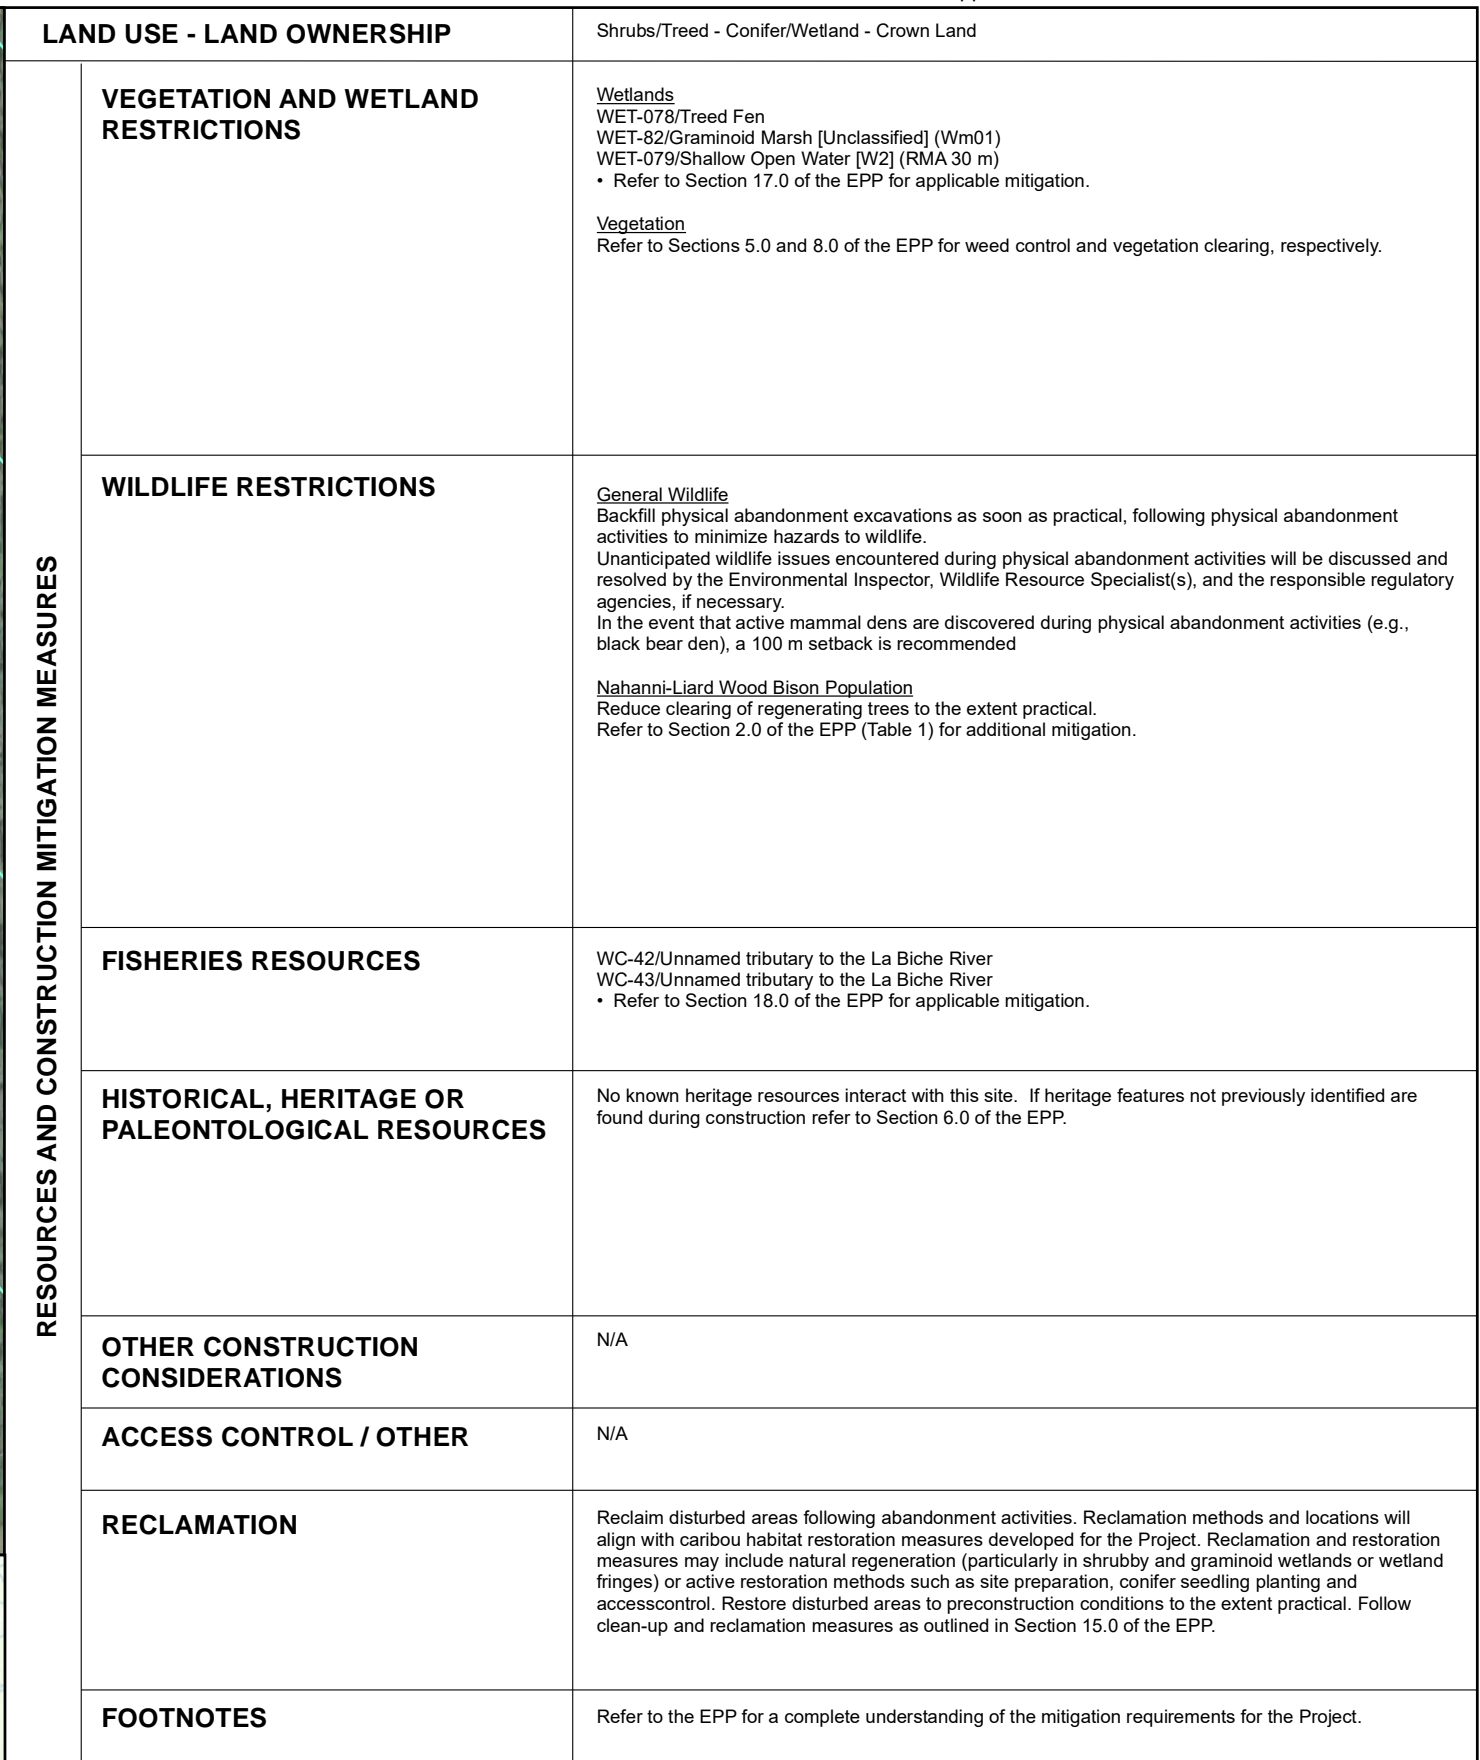 LAND USE - LAND OWNERSHIP
Shrubs/Treed - Conifer/Wetland - Crown Land
RESOURCES AND CONSTRUCTION MITIGATION MEASURES
VEGETATION AND WETLAND
RESTRICTIONS
Wetlands
WET-078/Treed Fen
WET-82/Graminoid Marsh [Unclassified] (Wm01)
WET-079/Shallow Open Water [W2] (RMA 30 m)
• Refer to Section 17.0 of the EPP for applicable mitigation.
Vegetation
Refer to Sections 5.0 and 8.0 of the EPP for weed control and vegetation clearing, respectively.
WILDLIFE RESTRICTIONS
General Wildlife
Backfill physical abandonment excavations as soon as practical, following physical abandonment
activities to minimize hazards to wildlife.
Unanticipated wildlife issues encountered during physical abandonment activities will be discussed and
resolved by the Environmental Inspector, Wildlife Resource Specialist(s), and the responsible regulatory
agencies, if necessary.
In the event that active mammal dens are discovered during physical abandonment activities (e.g.,
black bear den), a 100 m setback is recommended
Nahanni-Liard Wood Bison Population
Reduce clearing of regenerating trees to the extent practical.
Refer to Section 2.0 of the EPP (Table 1) for additional mitigation.
FISHERIES RESOURCES
WC-42/Unnamed tributary to the La Biche River
WC-43/Unnamed tributary to the La Biche River
• Refer to Section 18.0 of the EPP for applicable mitigation.
HISTORICAL, HERITAGE OR
PALEONTOLOGICAL RESOURCES
No known heritage resources interact with this site.  If heritage features not previously identified are
found during construction refer to Section 6.0 of the EPP.
OTHER CONSTRUCTION
CONSIDERATIONS
N/A
ACCESS CONTROL / OTHER
N/A
RECLAMATION
Reclaim disturbed areas following abandonment activities. Reclamation methods and locations will
align with caribou habitat restoration measures developed for the Project. Reclamation and restoration
measures may include natural regeneration (particularly in shrubby and graminoid wetlands or wetland
fringes) or active restoration methods such as site preparation, conifer seedling planting and
accesscontrol. Restore disturbed areas to preconstruction conditions to the extent practical. Follow
clean-up and reclamation measures as outlined in Section 15.0 of the EPP.
FOOTNOTES
Refer to the EPP for a complete understanding of the mitigation requirements for the Project.